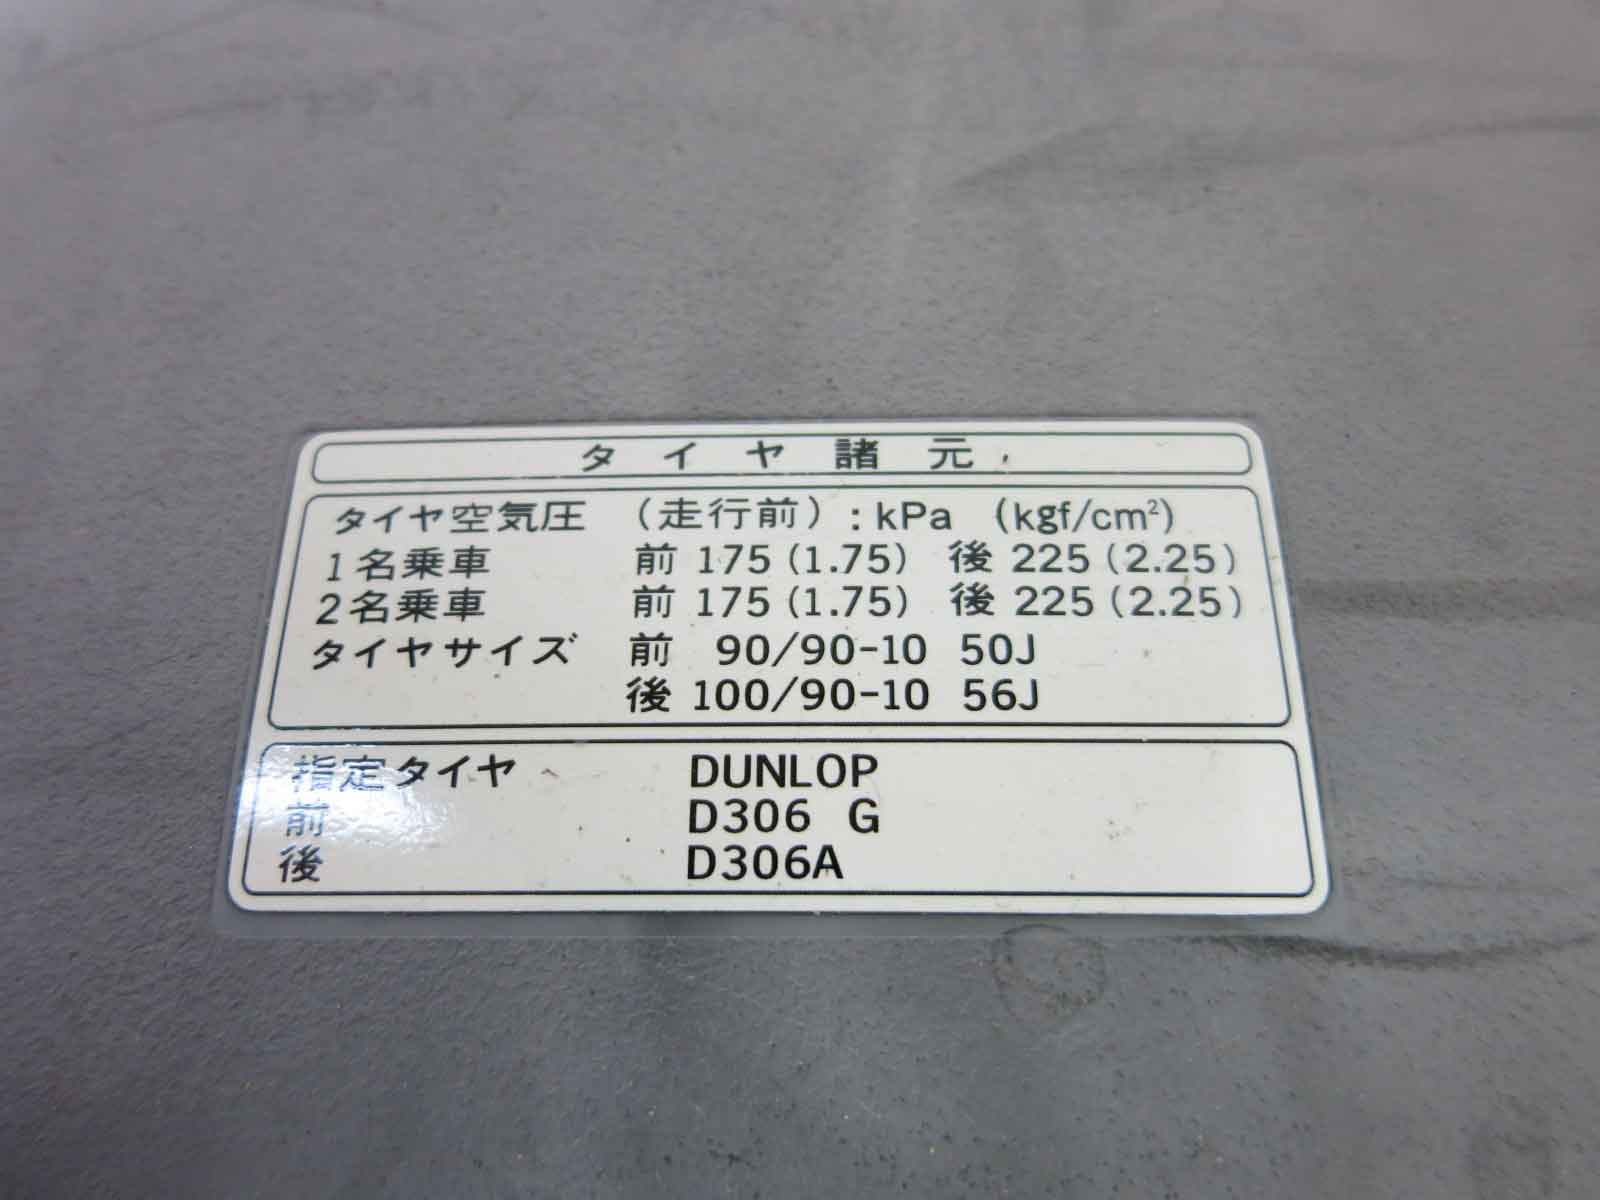 タイヤ諸元
タイヤ空気圧 (走行前) : kPa (kgf/cm²)
1名乗車 前 175 (1.75) 後 225 (2.25)
2名乗車 前 175 (1.75) 後 225 (2.25)
タイヤサイズ 前 90/90-10 50J
後 100/90-10 56J
指定タイヤ DUNLOP
前 D306 G
後 D306A